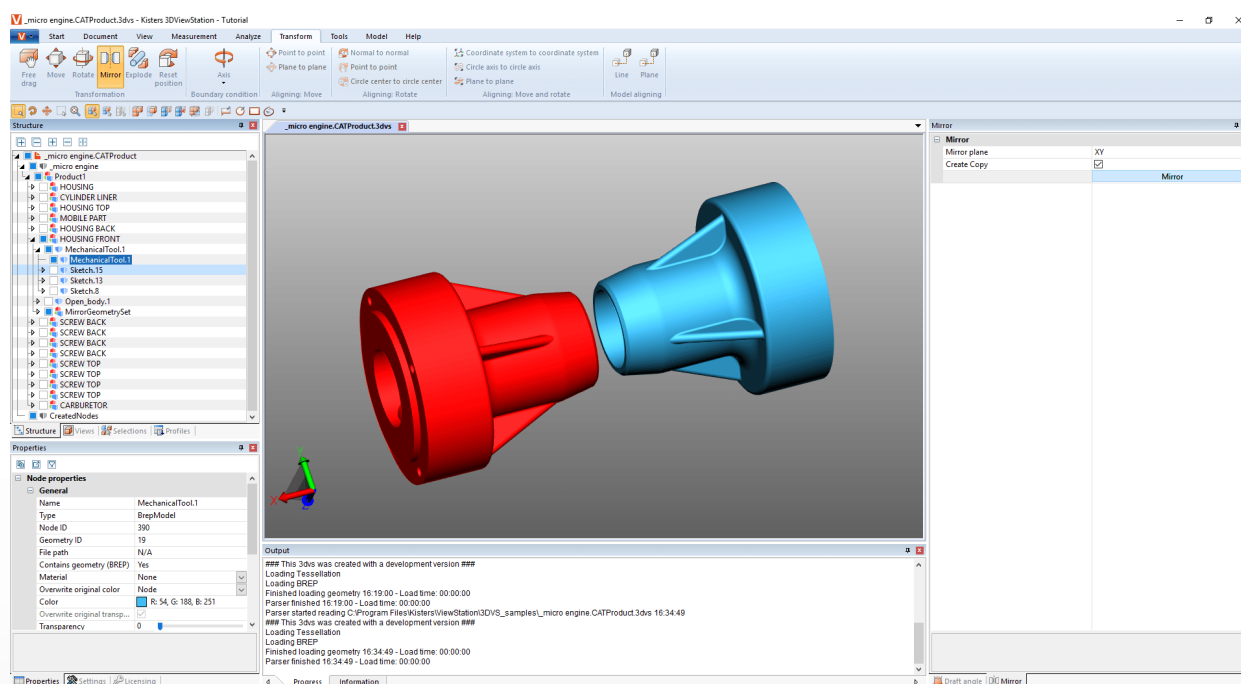 _micro engine.CATProduct.3dvs - Kisters 3DViewStation - Tutorial
Start Document View Measurement Analyze Transform Tools Model Help
Free drag
Move
Rotate
Mirror
Explode
Reset position
Transformation
Axis
Boundary condition
Point to point
Plane to plane
Aligning: Move
Normal to normal
Point to point
Circle center to circle center
Aligning: Rotate
Coordinate system to coordinate system
Circle axis to circle axis
Plane to plane
Aligning: Move and rotate
Line
Plane
Model aligning
Structure
_micro engine.CATProduct
_micro engine
Product1
HOUSING
CYLINDER LINER
HOUSING TOP
MOBILE PART
HOUSING BACK
HOUSING FRONT
MechanicalTool.1
MechanicalTool.1
Sketch.15
Sketch.13
Sketch.8
Open_body.1
MirrorGeometrySet
SCREW BACK
SCREW BACK
SCREW BACK
SCREW BACK
SCREW TOP
SCREW TOP
SCREW TOP
SCREW TOP
CARBURETOR
CreatedNodes
Structure Views Selections Profiles
Properties
Node properties
General
Name MechanicalTool.1
Type BrepModel
Node ID 390
Geometry ID 19
File path N/A
Contains geometry (BREP) Yes
Material None
Overwrite original color Node
Color R: 54, G: 188, B: 251
Overwrite original transp...
Transparency 0
Properties Settings Licensing
_micro engine.CATProduct.3dvs
X
Y
Z
Output
### This 3dvs was created with a development version ###
Loading Tessellation
Loading BREP
Finished loading geometry 16:19:00 - Load time: 00:00:00
Parser finished 16:19:00 - Load time: 00:00:00
Parser started reading C:\Program Files\Kisters\ViewStation\3DVS_samples\_micro engine.CATProduct.3dvs 16:34:49
### This 3dvs was created with a development version ###
Loading Tessellation
Loading BREP
Finished loading geometry 16:34:49 - Load time: 00:00:00
Parser finished 16:34:49 - Load time: 00:00:00
Progress Information
Mirror
Mirror
Mirror plane XY
Create Copy
Mirror
Draft angle Mirror